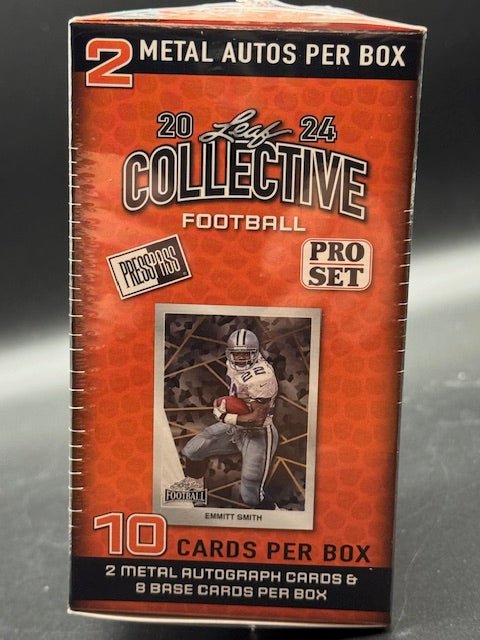 2 METAL AUTOS PER BOX
20 Leaf 24
COLLECTIVE
FOOTBALL
PRESS PASS
PRO
SET
22
FOOTBALL
EMMITT SMITH
10 CARDS PER BOX
2 METAL AUTOGRAPH CARDS &
8 BASE CARDS PER BOX